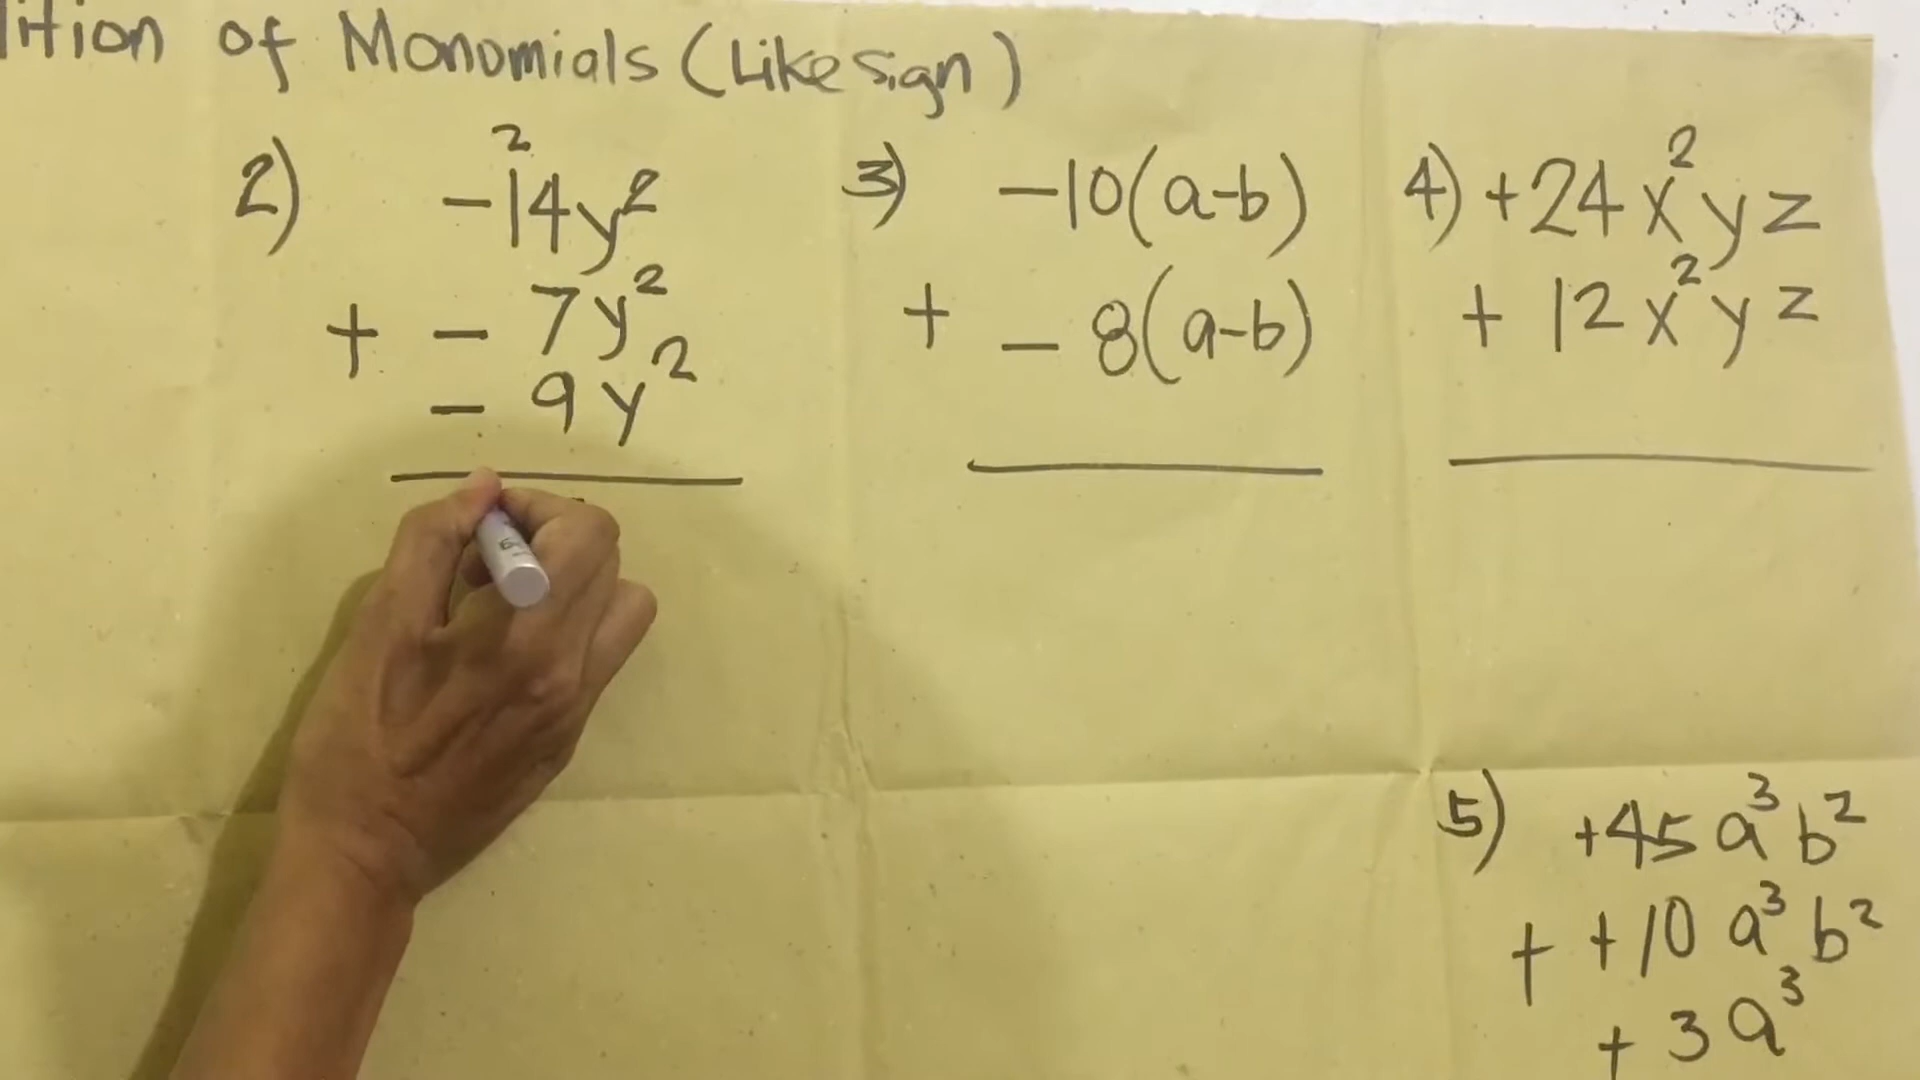 ition of Monomials (Like sign)
2)
2
-14y²
- 7y²
+
- 9y²
3) -10(a-b)
+ - 8(a-b)
4) +24x²yz
+ 12x²yz
5) +45a³b²
+ +10a³b²
+ 3a³